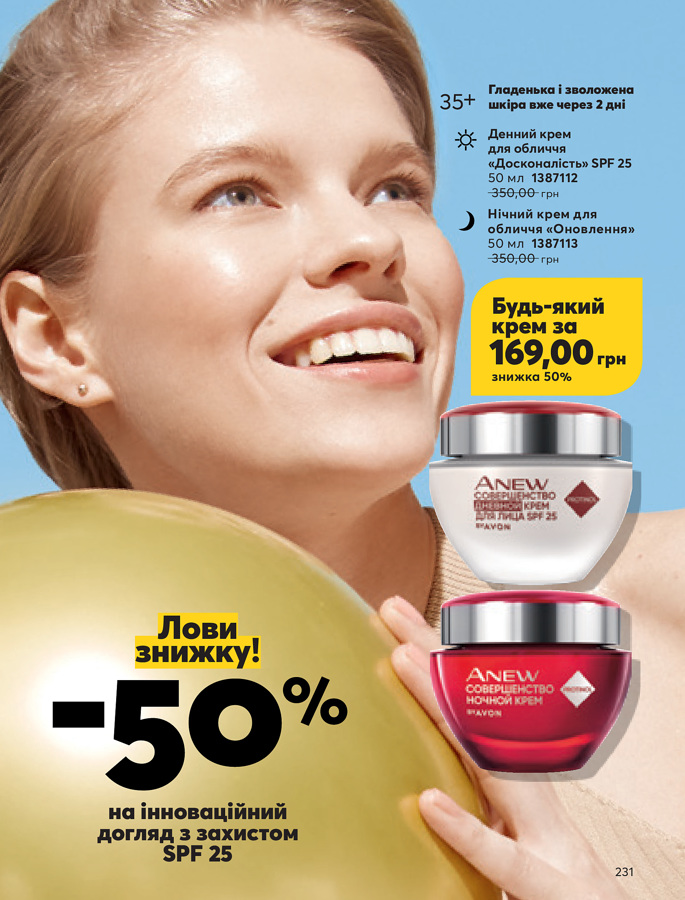 35+
Гладенька і зволожена
шкіра вже через 2 дні
Денний крем
для обличчя
«Досконалість» SPF 25
50 мл 1387112
350,00 грн
Нічний крем для
обличчя «Оновлення»
50 мл 1387113
350,00 грн
Будь-який
крем за
169,00 грн
знижка 50%
ANEW
СОВЕРШЕНСТВО
ДНЕВНОЙ КРЕМ
ДЛЯ ЛИЦА SPF 25
BY AVON
PROTINOL
ANEW
СОВЕРШЕНСТВО
НОЧНОЙ КРЕМ
BY AVON
PROTINOL
Лови
знижку!
-50%
на інноваційний
догляд з захистом
SPF 25
231